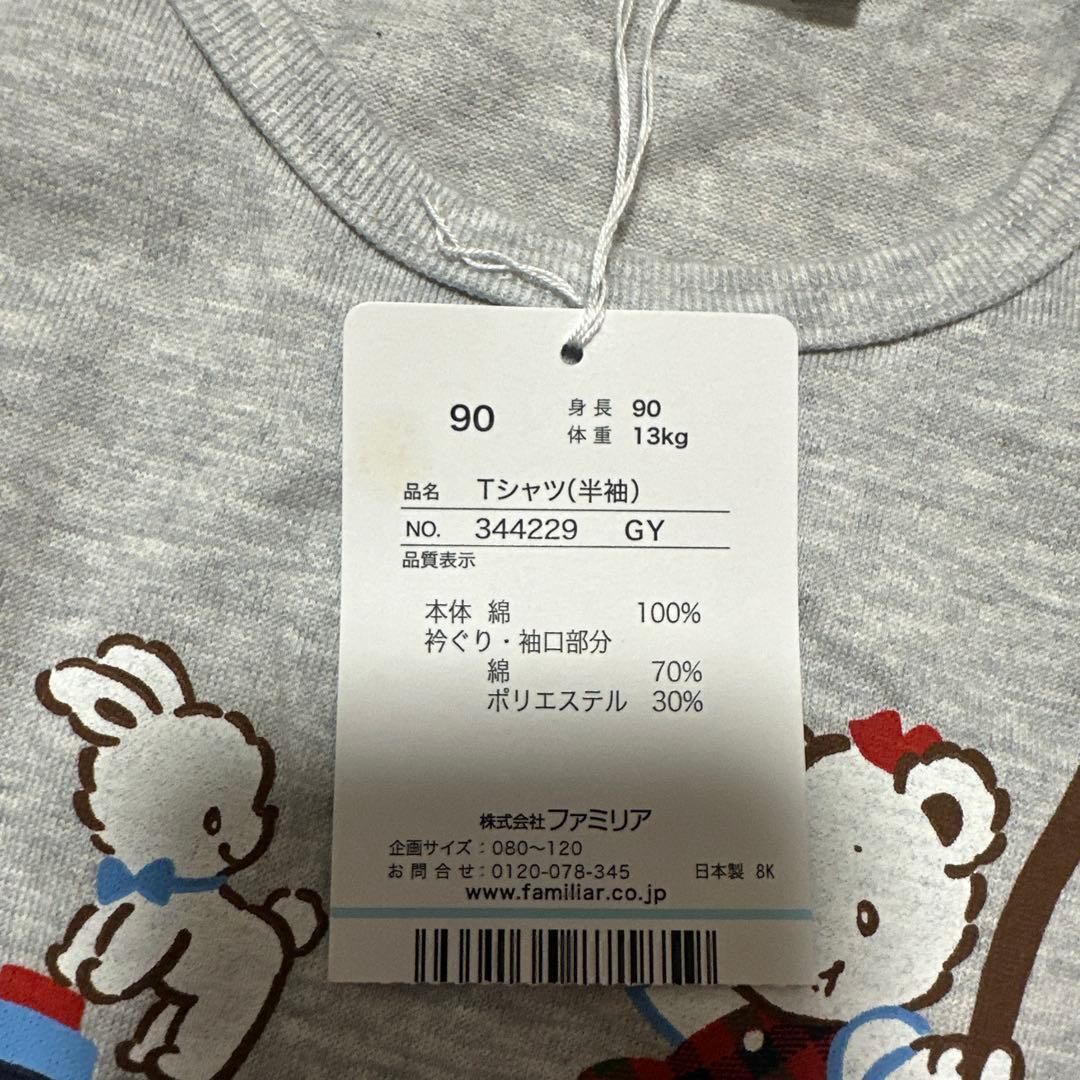 90
身長 90
体重 13kg
品名 Tシャツ(半袖)
NO. 344229 GY
品質表示
本体 綿 100%
衿ぐり・袖口部分
綿 70%
ポリエステル 30%
株式会社ファミリア
企画サイズ：080〜120
お問合せ：0120-078-345 日本製 8K
www.familiar.co.jp